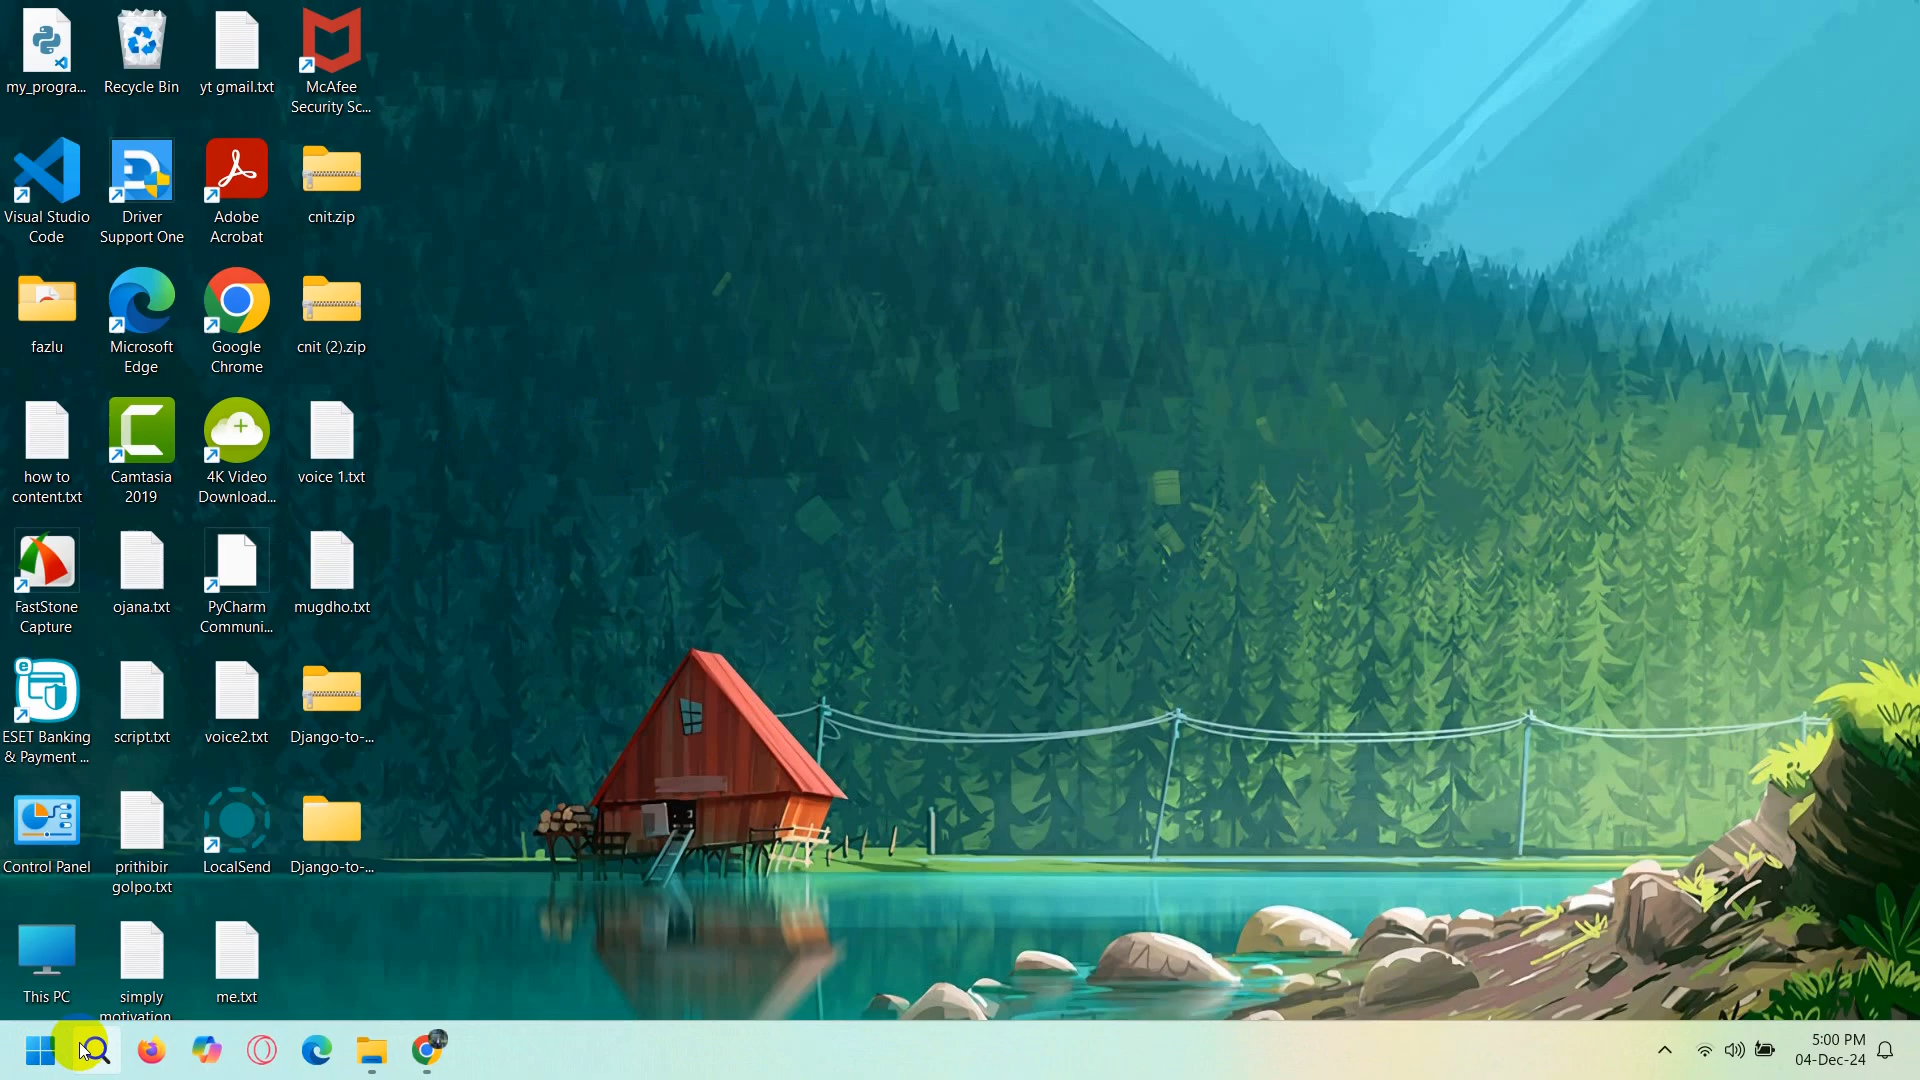 my_progra...
Recycle Bin
yt gmail.txt
McAfee
Security Sc...
Visual Studio
Code
Driver
Support One
Adobe
Acrobat
cnit.zip
fazlu
Microsoft
Edge
Google
Chrome
cnit (2).zip
how to
content.txt
Camtasia
2019
4K Video
Download...
voice 1.txt
FastStone
Capture
ojana.txt
PyCharm
Communi...
mugdho.txt
ESET Banking
& Payment ...
script.txt
voice2.txt
Django-to-...
Control Panel
prithibir
golpo.txt
LocalSend
Django-to-...
This PC
simply
motivation
me.txt
5:00 PM
04-Dec-24